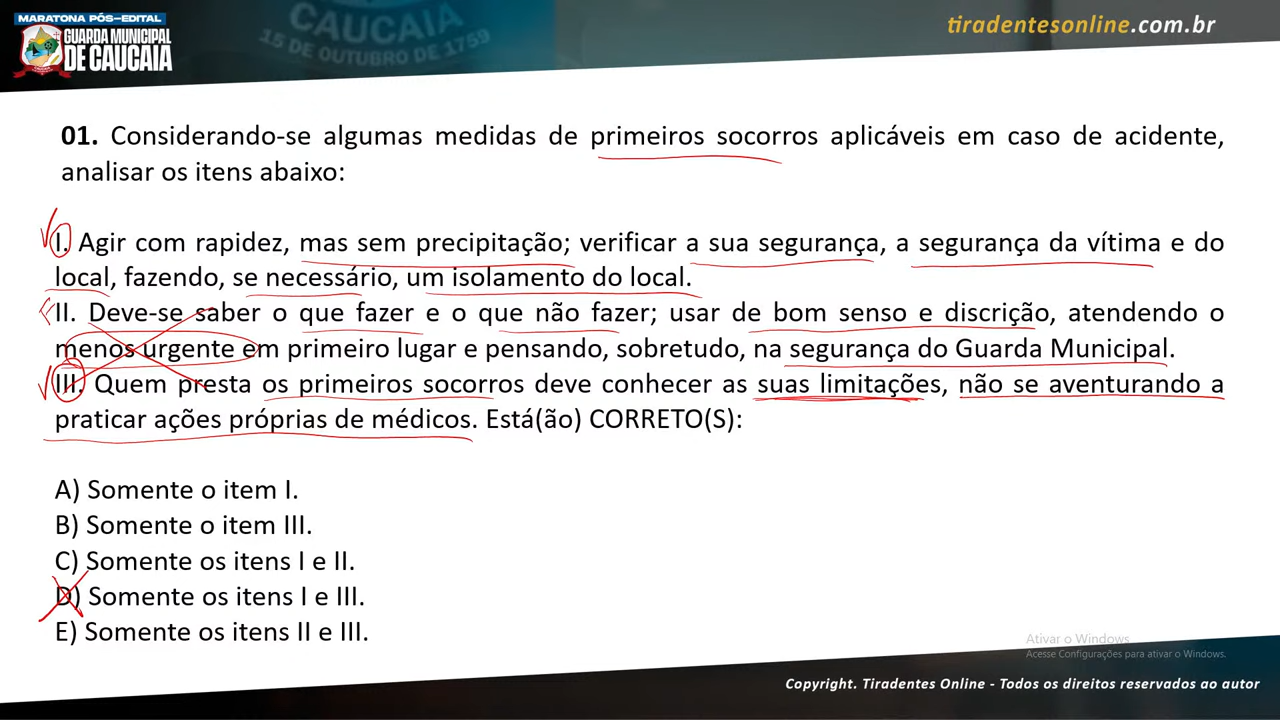 MARATONA PÓS-EDITAL
GUARDA MUNICIPAL
DE CAUCAIA
CAUCAIA
15 DE OUTUBRO DE 1759
tiradentesonline.com.br
01. Considerando-se algumas medidas de primeiros socorros aplicáveis em caso de acidente,
analisar os itens abaixo:
I. Agir com rapidez, mas sem precipitação; verificar a sua segurança, a segurança da vítima e do
local, fazendo, se necessário, um isolamento do local.
II. Deve-se saber o que fazer e o que não fazer; usar de bom senso e discrição, atendendo o
menos urgente em primeiro lugar e pensando, sobretudo, na segurança do Guarda Municipal.
III. Quem presta os primeiros socorros deve conhecer as suas limitações, não se aventurando a
praticar ações próprias de médicos. Está(ão) CORRETO(S):
A) Somente o item I.
B) Somente o item III.
C) Somente os itens I e II.
D) Somente os itens I e III.
E) Somente os itens II e III.
Ativar o Windows
Acesse Configurações para ativar o Windows.
Copyright. Tiradentes Online - Todos os direitos reservados ao autor